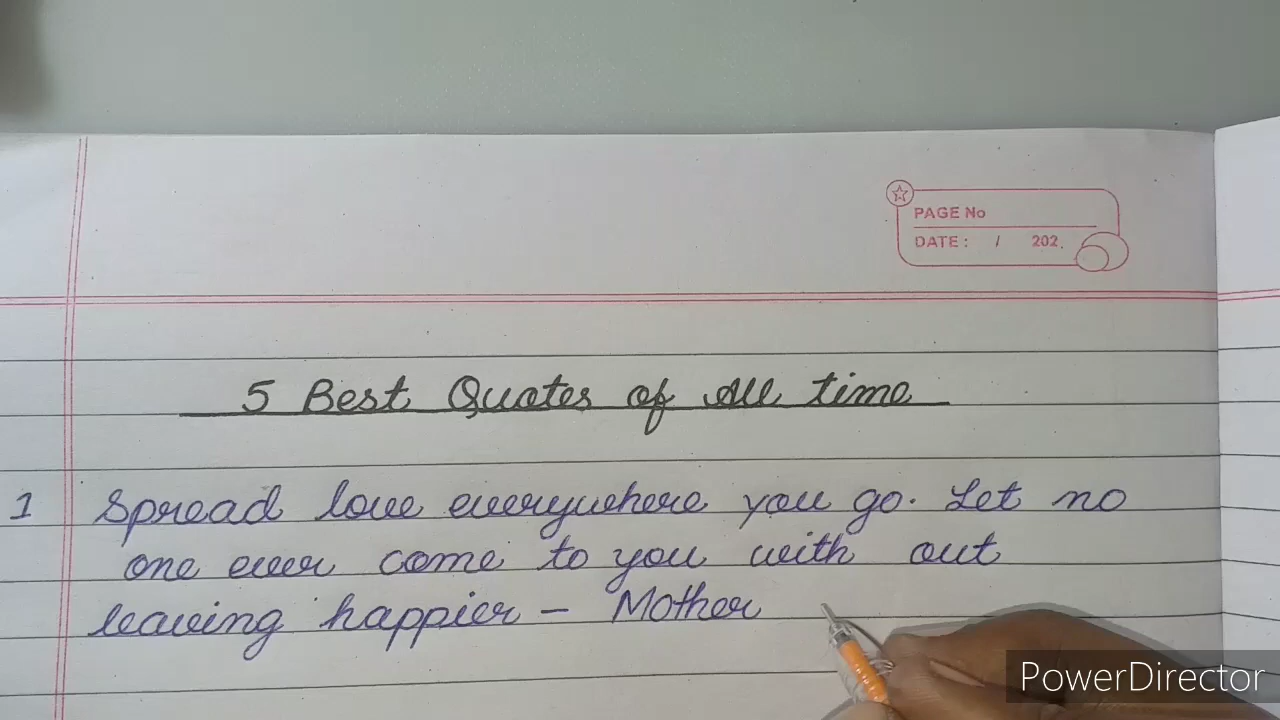 PAGE No
DATE: / 202
5 Best Quotes of All time
1 Spread love everywhere you go. Let no
one ever come to you with out
leaving happier - Mother
PowerDirector